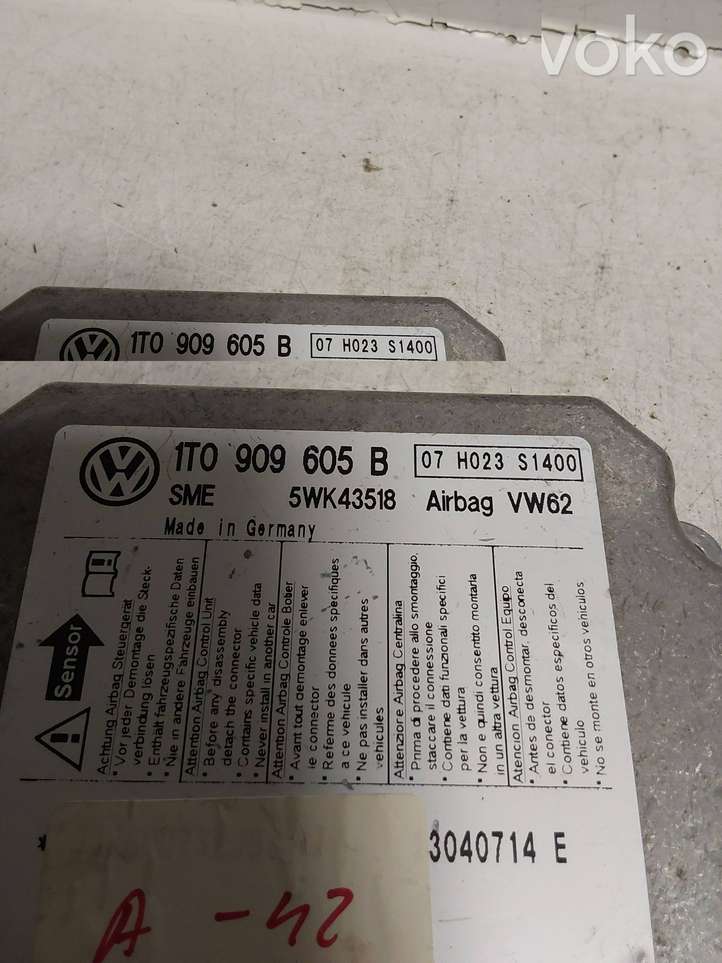 voko
1T0 909 605 B 07 H023 S1400
1T0 909 605 B 07 H023 S1400
SME 5WK43518 Airbag VW62
Made in Germany
Sensor
Achtung Airbag Steuergerät
• Vor jeder Demontage die Steck-
verbindung lösen
• Enthält fahrzeugspezifische Daten
• Nie in andere Fahrzeuge einbauen
Attention Airbag Control Unit
• Before any disassembly
detach the connector
• Contains specific vehicle data
• Never install in another car
Attention Airbag Controle Boitier
• Avant tout demontage enlever
le connector
• Referme des donnees specifiques
a ce vehicule
• Ne pas installer dans autres
vehicules
Attenziore Airbag Centralina
• Pnma di procedere allo smontaggio,
staccare il connessione
• Contiene dati funzionali specifici
per la vettura
• Non e quindi consentito montarla
in un altra vettura
Atencion Airbag Control Equipo
• Antes de desmontar, desconecta
el conector
• Contiene datos especificos del
vehiculo
• No se monte en otros vehiculos
*
3040714 E
A - 42